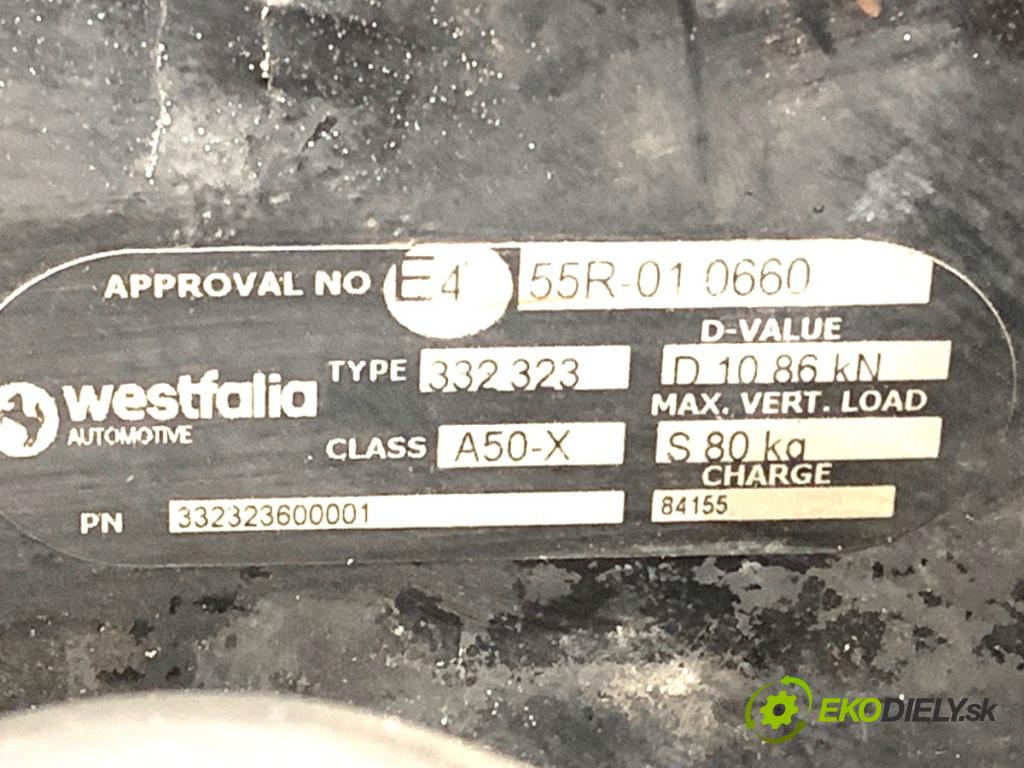 APPROVAL NO E4 55R-01 0660
D-VALUE
TYPE 332 323 D 10.86 kN
westfalia MAX. VERT. LOAD
AUTOMOTIVE CLASS A50-X S 80 kg
CHARGE
PN 332323600001 84155
EKODIELY.sk